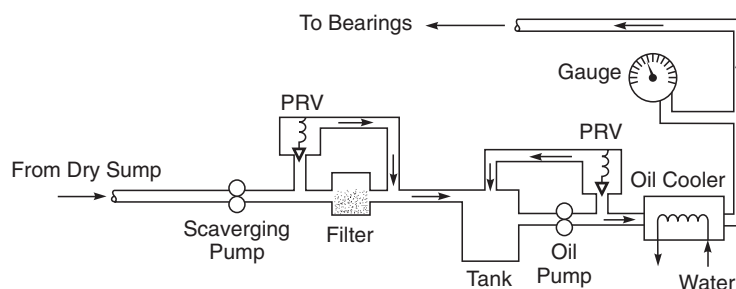 To Bearings
Gauge
PRV
PRV
From Dry Sump
Oil Cooler
Scaverging
Pump
Filter
Oil
Pump
Tank
Water